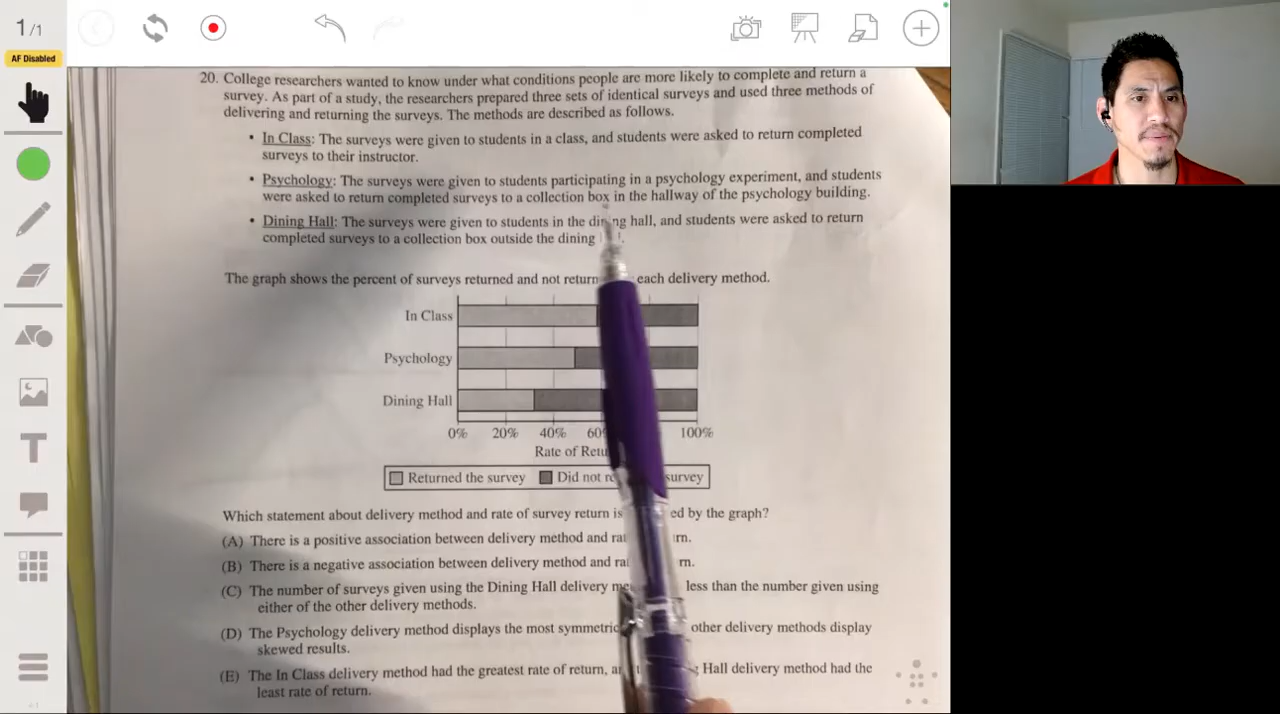 1/1
AF Disabled
T
20. College researchers wanted to know under what conditions people are more likely to complete and return a
survey. As part of a study, the researchers prepared three sets of identical surveys and used three methods of
delivering and returning the surveys. The methods are described as follows.
• In Class: The surveys were given to students in a class, and students were asked to return completed
surveys to their instructor.
• Psychology: The surveys were given to students participating in a psychology experiment, and students
were asked to return completed surveys to a collection box in the hallway of the psychology building.
• Dining Hall: The surveys were given to students in the dining hall, and students were asked to return
completed surveys to a collection box outside the dining
The graph shows the percent of surveys returned and not return each delivery method.
In Class
Psychology
Dining Hall
0% 20% 40% 60 100%
Rate of Retu
Returned the survey Did not re survey
Which statement about delivery method and rate of survey return is ed by the graph?
(A) There is a positive association between delivery method and ra rn.
(B) There is a negative association between delivery method and ra rn.
(C) The number of surveys given using the Dining Hall delivery me less than the number given using
either of the other delivery methods.
(D) The Psychology delivery method displays the most symmetric other delivery methods display
skewed results.
(E) The In Class delivery method had the greatest rate of return, a Hall delivery method had the
least rate of return.